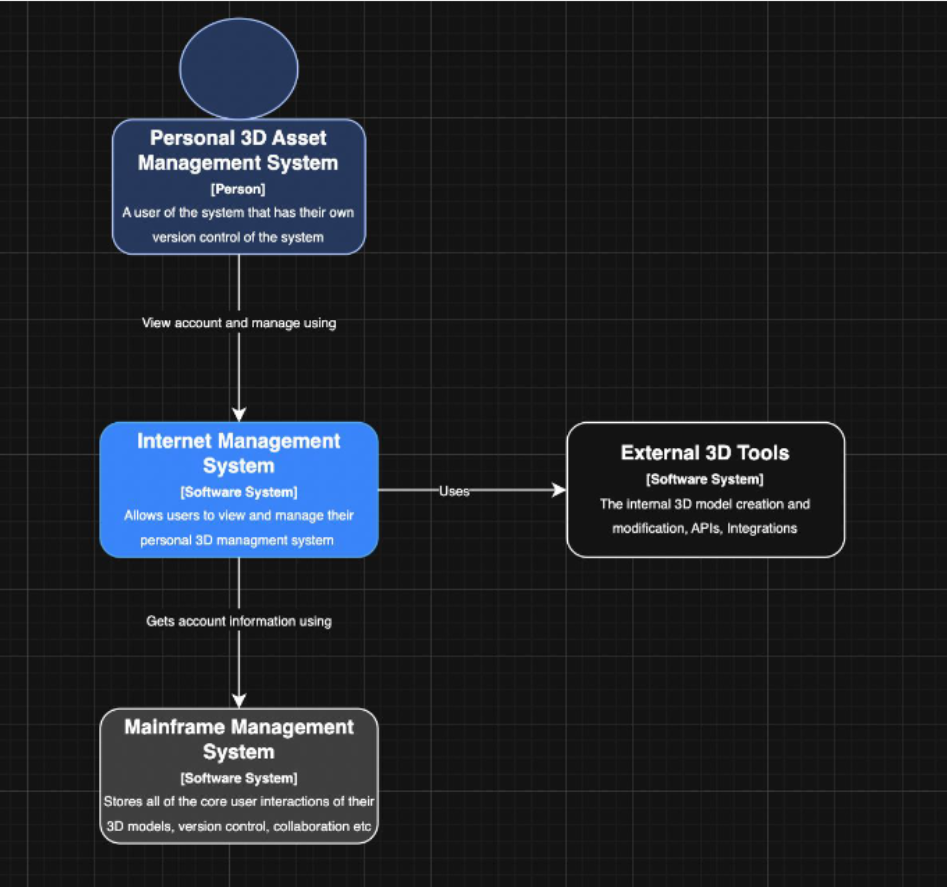 Personal 3D Asset
Management System
[Person]
A user of the system that has their own
version control of the system
View account and manage using
Internet Management
System
[Software System]
Allows users to view and manage their
personal 3D managment system
Uses
External 3D Tools
[Software System]
The internal 3D model creation and
modification, APIs, Integrations
Gets account information using
Mainframe Management
System
[Software System]
Stores all of the core user interactions of their
3D models, version control, collaboration etc